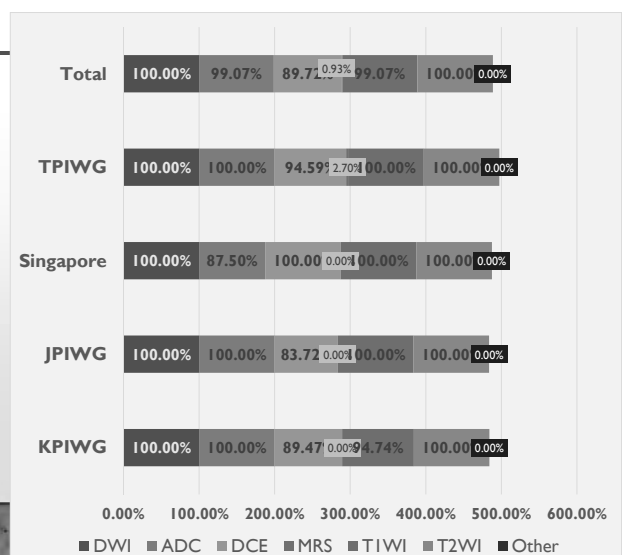 Total 100.00% 99.07% 89.72% 0.93% 99.07% 100.00% 0.00%
TPIWG 100.00% 100.00% 94.59% 2.70% 100.00% 100.00% 0.00%
Singapore 100.00% 87.50% 100.00% 0.00% 100.00% 100.00% 0.00%
JPIWG 100.00% 100.00% 83.72% 0.00% 100.00% 100.00% 0.00%
KPIWG 100.00% 100.00% 89.47% 0.00% 94.74% 100.00% 0.00%
0.00% 100.00% 200.00% 300.00% 400.00% 500.00% 600.00%
DWI ADC DCE MRS T1WI T2WI Other